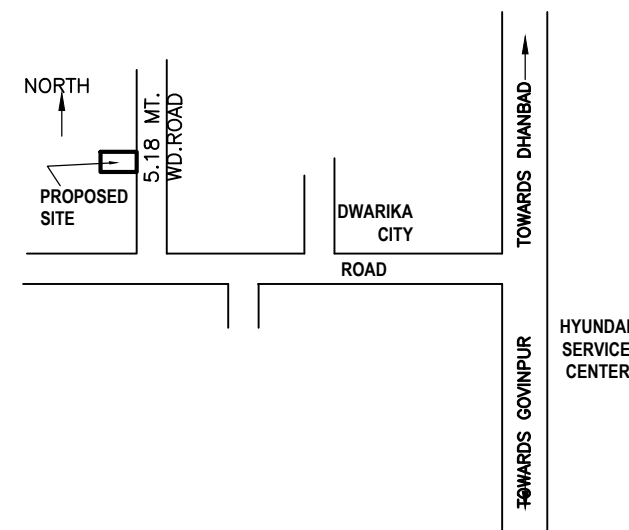 NORTH
5.18 MT.
WD.ROAD
PROPOSED
SITE
DWARIKA
CITY
ROAD
TOWARDS DHANBAD
TOWARDS GOVINPUR
HYUNDAI
SERVICE
CENTER